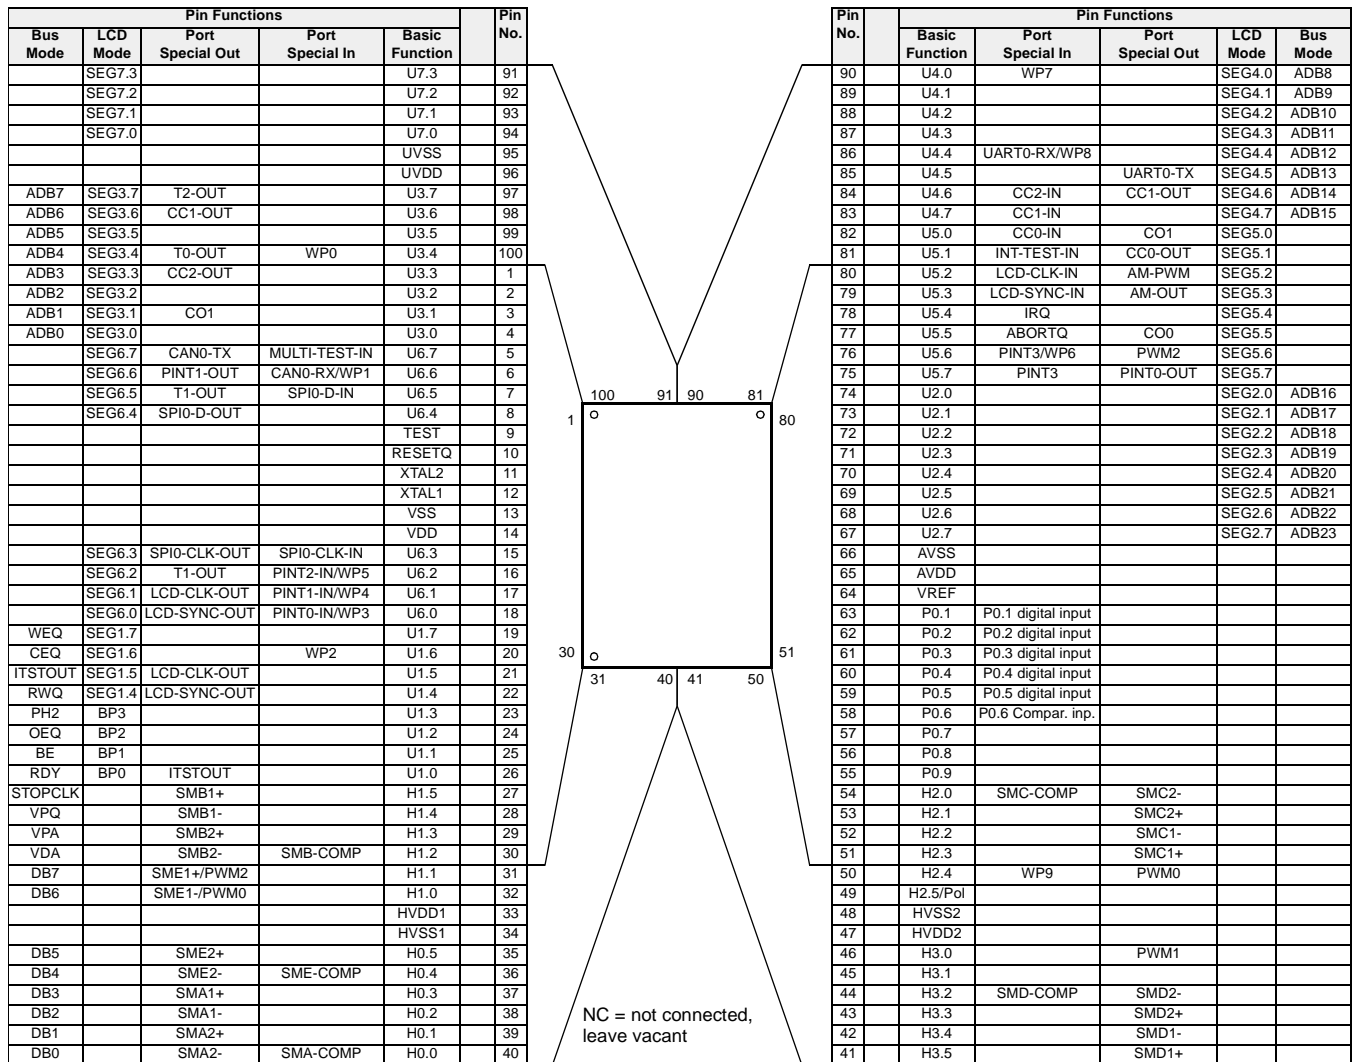 Pin Functions Pin No.
Bus Mode LCD Mode Port Special Out Port Special In Basic Function
SEG7.3 U7.3 91
SEG7.2 U7.2 92
SEG7.1 U7.1 93
SEG7.0 U7.0 94
UVSS 95
UVDD 96
ADB7 SEG3.7 T2-OUT U3.7 97
ADB6 SEG3.6 CC1-OUT U3.6 98
ADB5 SEG3.5 U3.5 99
ADB4 SEG3.4 T0-OUT WP0 U3.4 100
ADB3 SEG3.3 CC2-OUT U3.3 1
ADB2 SEG3.2 U3.2 2
ADB1 SEG3.1 CO1 U3.1 3
ADB0 SEG3.0 U3.0 4
SEG6.7 CAN0-TX MULTI-TEST-IN U6.7 5
SEG6.6 PINT1-OUT CAN0-RX/WP1 U6.6 6
SEG6.5 T1-OUT SPI0-D-IN U6.5 7
SEG6.4 SPI0-D-OUT U6.4 8
TEST 9
RESETQ 10
XTAL2 11
XTAL1 12
VSS 13
VDD 14
SEG6.3 SPI0-CLK-OUT SPI0-CLK-IN U6.3 15
SEG6.2 T1-OUT PINT2-IN/WP5 U6.2 16
SEG6.1 LCD-CLK-OUT PINT1-IN/WP4 U6.1 17
SEG6.0 LCD-SYNC-OUT PINT0-IN/WP3 U6.0 18
WEQ SEG1.7 U1.7 19
CEQ SEG1.6 WP2 U1.6 20
ITSTOUT SEG1.5 LCD-CLK-OUT U1.5 21
RWQ SEG1.4 LCD-SYNC-OUT U1.4 22
PH2 BP3 U1.3 23
OEQ BP2 U1.2 24
BE BP1 U1.1 25
RDY BP0 ITSTOUT U1.0 26
STOPCLK SMB1+ H1.5 27
VPQ SMB1- H1.4 28
VPA SMB2+ H1.3 29
VDA SMB2- SMB-COMP H1.2 30
DB7 SME1+/PWM2 H1.1 31
DB6 SME1-/PWM0 H1.0 32
HVDD1 33
HVSS1 34
DB5 SME2+ H0.5 35
DB4 SME2- SME-COMP H0.4 36
DB3 SMA1+ H0.3 37
DB2 SMA1- H0.2 38
DB1 SMA2+ H0.1 39
DB0 SMA2- SMA-COMP H0.0 40
100 91 90 81
1 80
30 51
31 40 41 50
NC = not connected,
leave vacant
Pin No. Pin Functions
Basic Function Port Special In Port Special Out LCD Mode Bus Mode
90 U4.0 WP7 SEG4.0 ADB8
89 U4.1 SEG4.1 ADB9
88 U4.2 SEG4.2 ADB10
87 U4.3 SEG4.3 ADB11
86 U4.4 UART0-RX/WP8 SEG4.4 ADB12
85 U4.5 UART0-TX SEG4.5 ADB13
84 U4.6 CC2-IN CC1-OUT SEG4.6 ADB14
83 U4.7 CC1-IN SEG4.7 ADB15
82 U5.0 CC0-IN CO1 SEG5.0
81 U5.1 INT-TEST-IN CC0-OUT SEG5.1
80 U5.2 LCD-CLK-IN AM-PWM SEG5.2
79 U5.3 LCD-SYNC-IN AM-OUT SEG5.3
78 U5.4 IRQ SEG5.4
77 U5.5 ABORTQ CO0 SEG5.5
76 U5.6 PINT3/WP6 PWM2 SEG5.6
75 U5.7 PINT3 PINT0-OUT SEG5.7
74 U2.0 SEG2.0 ADB16
73 U2.1 SEG2.1 ADB17
72 U2.2 SEG2.2 ADB18
71 U2.3 SEG2.3 ADB19
70 U2.4 SEG2.4 ADB20
69 U2.5 SEG2.5 ADB21
68 U2.6 SEG2.6 ADB22
67 U2.7 SEG2.7 ADB23
66 AVSS
65 AVDD
64 VREF
63 P0.1 P0.1 digital input
62 P0.2 P0.2 digital input
61 P0.3 P0.3 digital input
60 P0.4 P0.4 digital input
59 P0.5 P0.5 digital input
58 P0.6 P0.6 Compar. inp.
57 P0.7
56 P0.8
55 P0.9
54 H2.0 SMC-COMP SMC2-
53 H2.1 SMC2+
52 H2.2 SMC1-
51 H2.3 SMC1+
50 H2.4 WP9 PWM0
49 H2.5/Pol
48 HVSS2
47 HVDD2
46 H3.0 PWM1
45 H3.1
44 H3.2 SMD-COMP SMD2-
43 H3.3 SMD2+
42 H3.4 SMD1-
41 H3.5 SMD1+